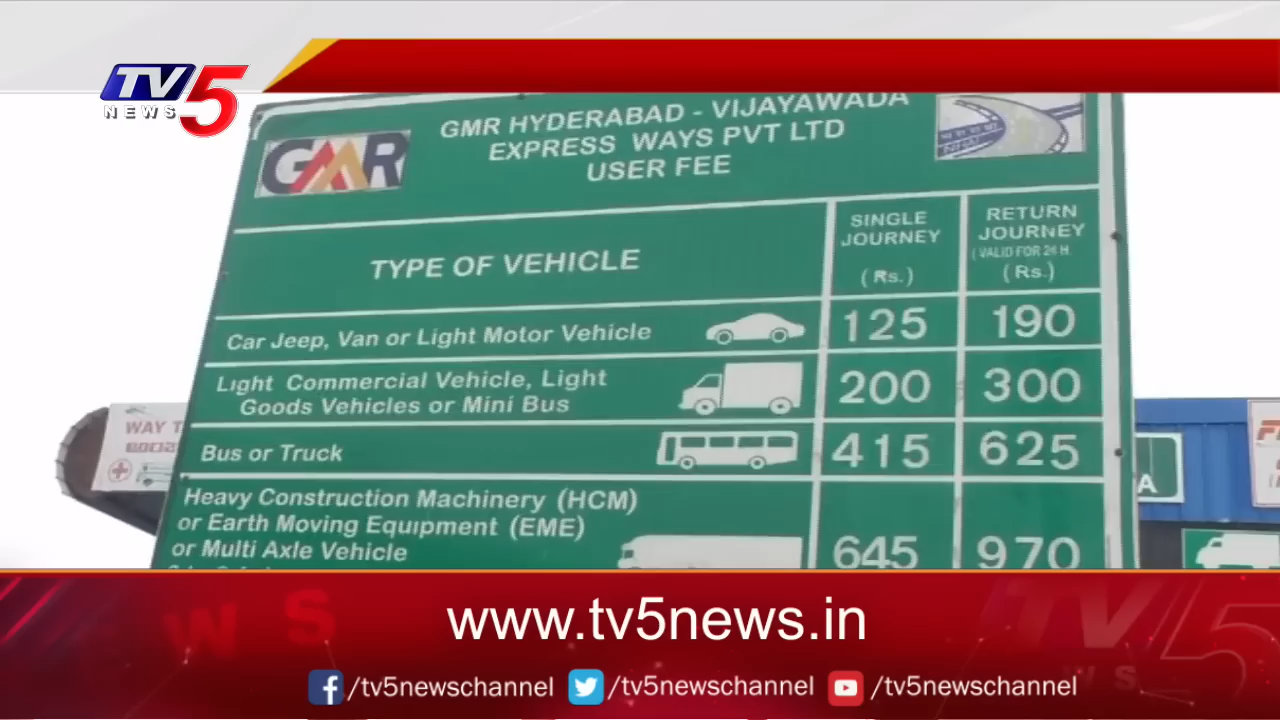 TV5
NEWS
GMR
GMR HYDERABAD - VIJAYAWADA
EXPRESS WAYS PVT LTD
USER FEE
TYPE OF VEHICLE
SINGLE
JOURNEY
(Rs.)
RETURN
JOURNEY
(VALID FOR 24 H
(Rs.)
Car Jeep, Van or Light Motor Vehicle 125 190
Light Commercial Vehicle, Light
Goods Vehicles or Mini Bus 200 300
Bus or Truck 415 625
Heavy Construction Machinery (HCM)
or Earth Moving Equipment (EME)
or Multi Axle Vehicle 645 970
WAY T
A
www.tv5news.in
/tv5newschannel /tv5newschannel /tv5newschannel